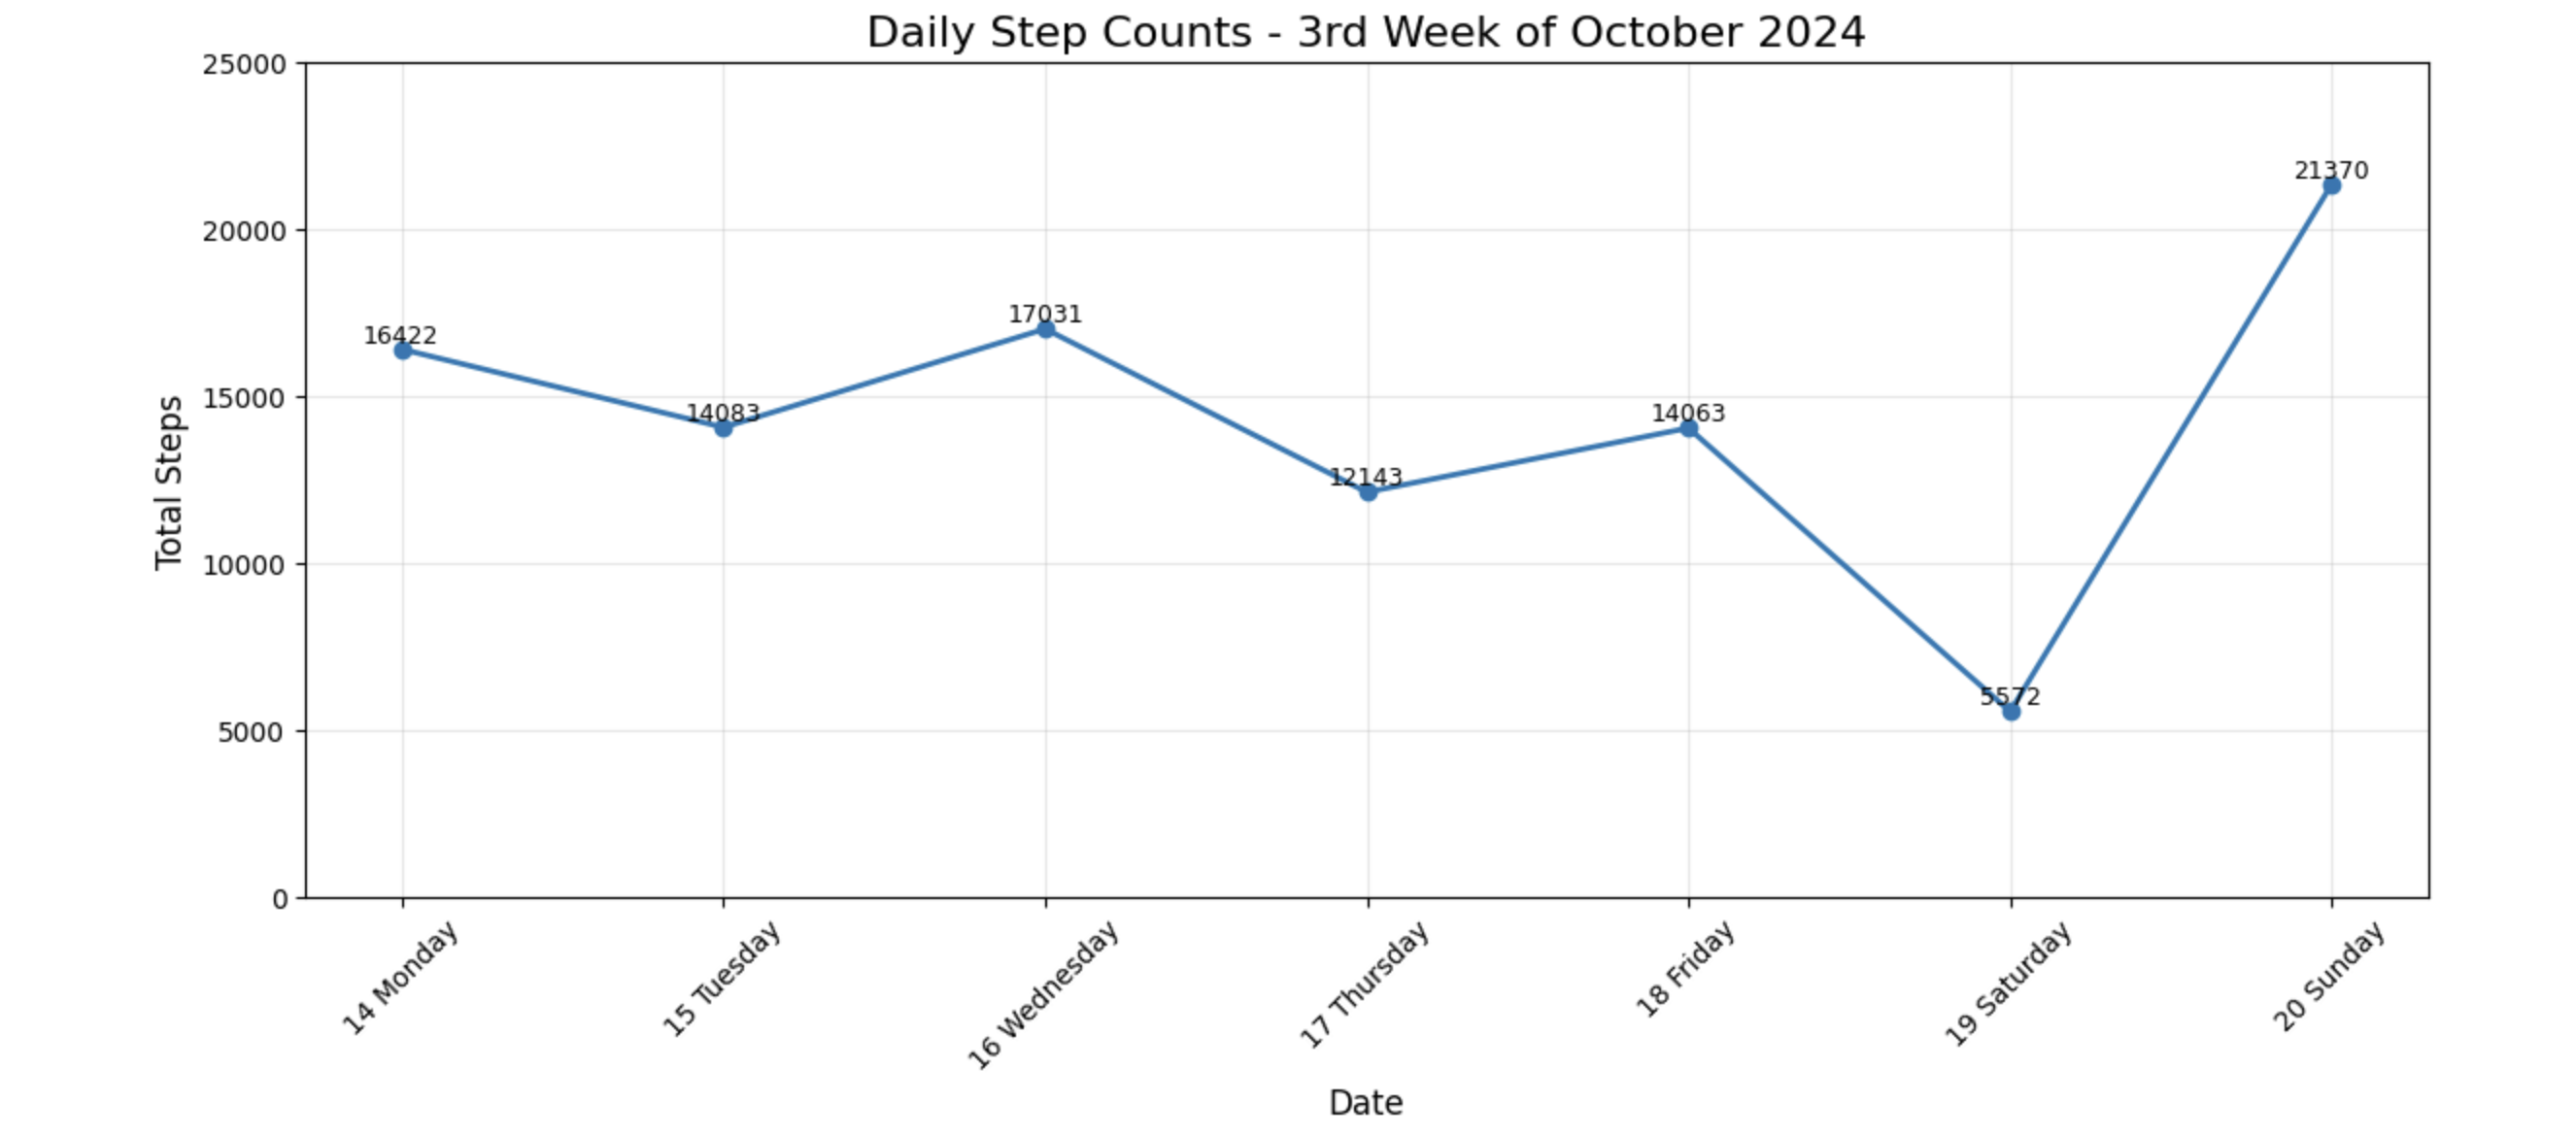 Daily Step Counts - 3rd Week of October 2024
25000
20000
15000
10000
5000
0
Total Steps
16422
14083
17031
12143
14063
5572
21370
14 Monday
15 Tuesday
16 Wednesday
17 Thursday
18 Friday
19 Saturday
20 Sunday
Date